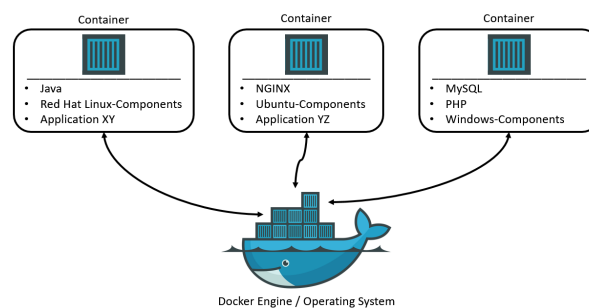 Container
Container
Container
• Java
• Red Hat Linux-Components
• Application XY
• NGINX
• Ubuntu-Components
• Application YZ
• MySQL
• PHP
• Windows-Components
Docker Engine / Operating System